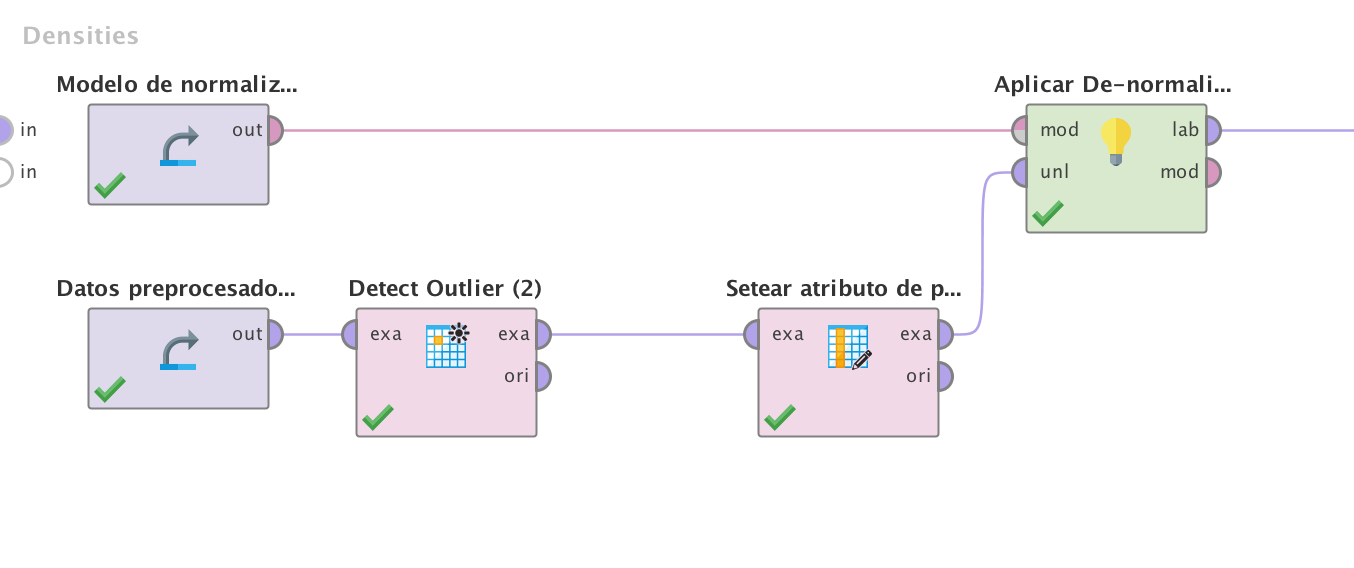 Densities
Modelo de normaliz...
Aplicar De-normali...
in
out
mod
lab
in
unl
mod
Datos preprocesado...
Detect Outlier (2)
Setear atributo de p...
out
exa
exa
exa
exa
ori
ori